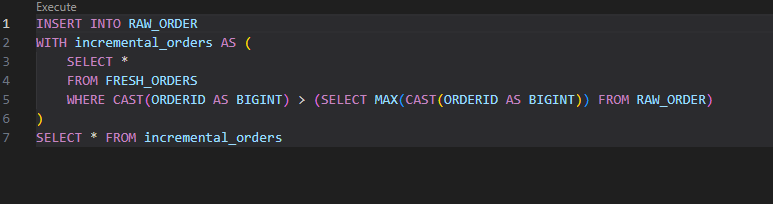 Execute
1 INSERT INTO RAW_ORDER
2 WITH incremental_orders AS (
3     SELECT *
4     FROM FRESH_ORDERS
5     WHERE CAST(ORDERID AS BIGINT) > (SELECT MAX(CAST(ORDERID AS BIGINT)) FROM RAW_ORDER)
6 )
7 SELECT * FROM incremental_orders